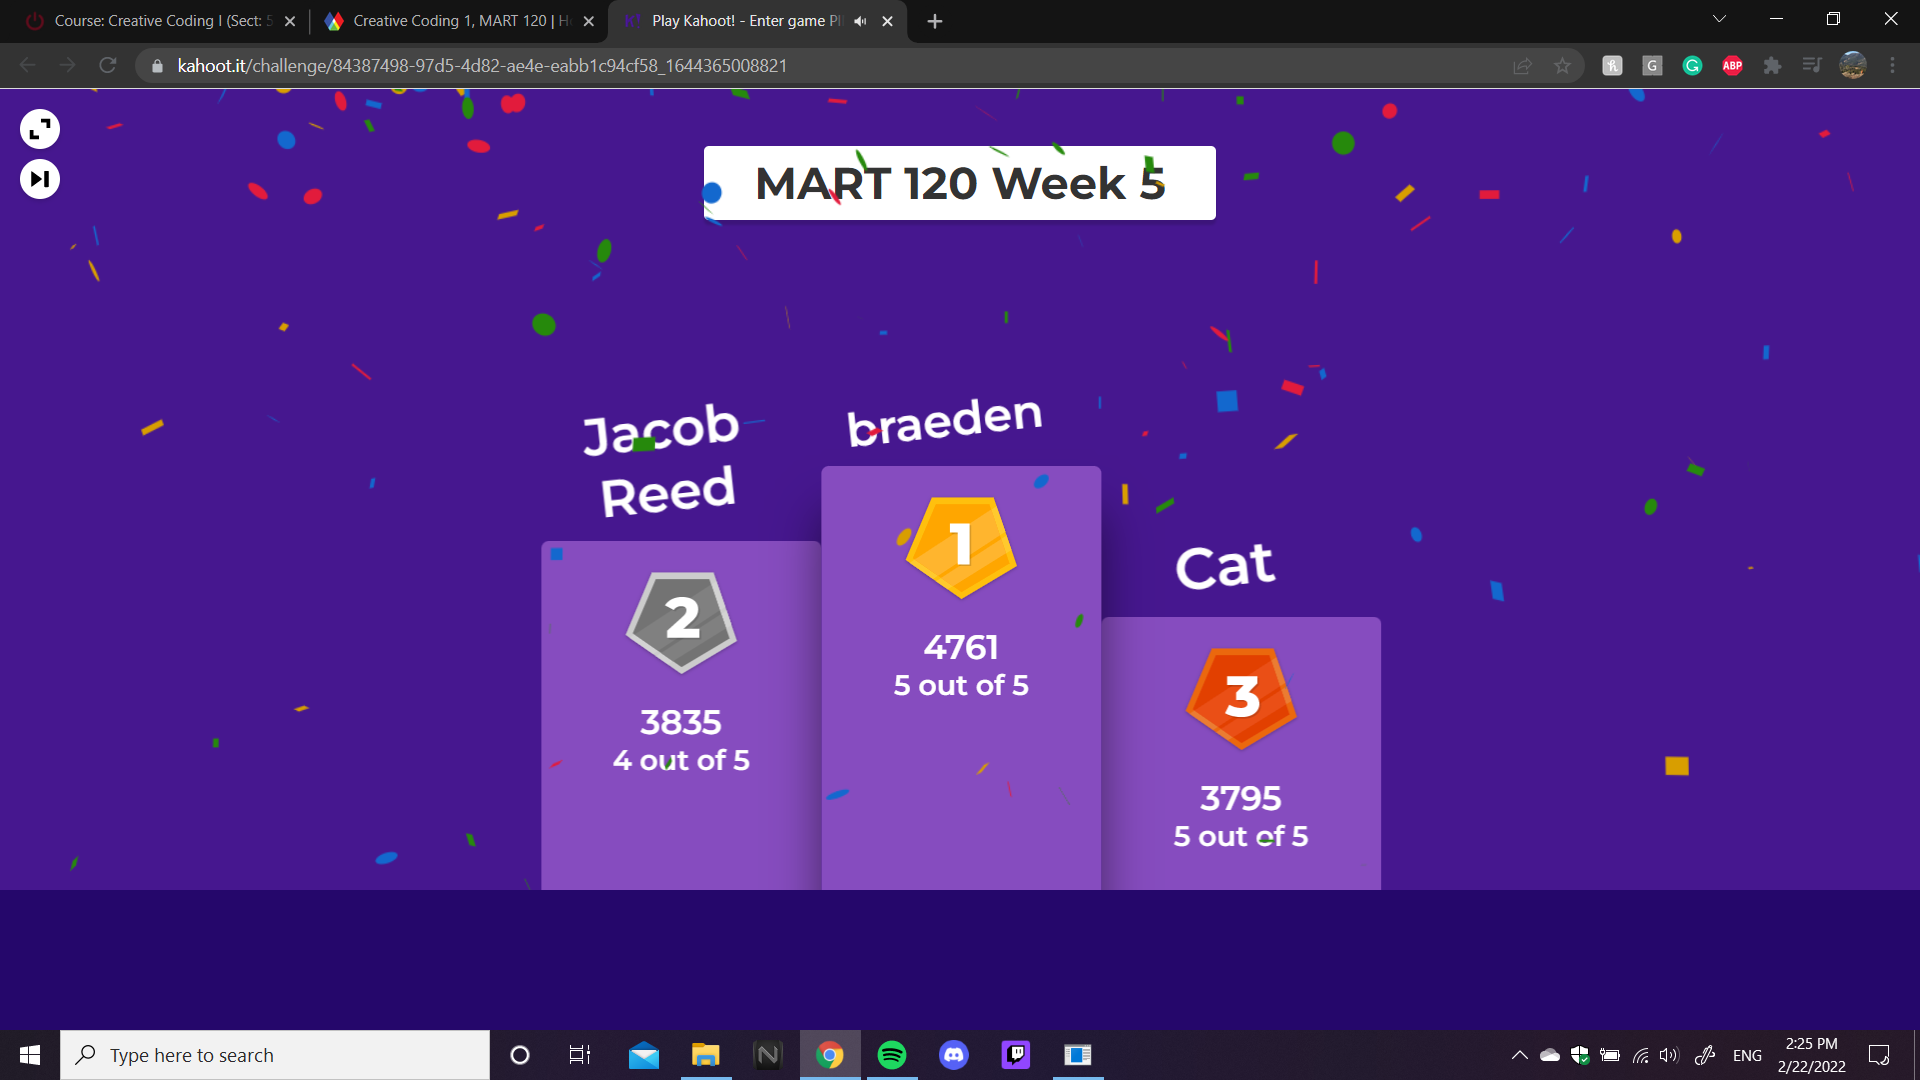 Course: Creative Coding I (Sect: 5
Creative Coding 1, MART 120 | H
Play Kahoot! - Enter game PI
kahoot.it/challenge/84387498-97d5-4d82-ae4e-eabb1c94cf58_1644365008821
G
ABP
MART 120 Week 5
Jacob
Reed
braeden
Cat
2
3835
4 out of 5
1
4761
5 out of 5
3
3795
5 out of 5
Type here to search
N
ENG
2:25 PM
2/22/2022